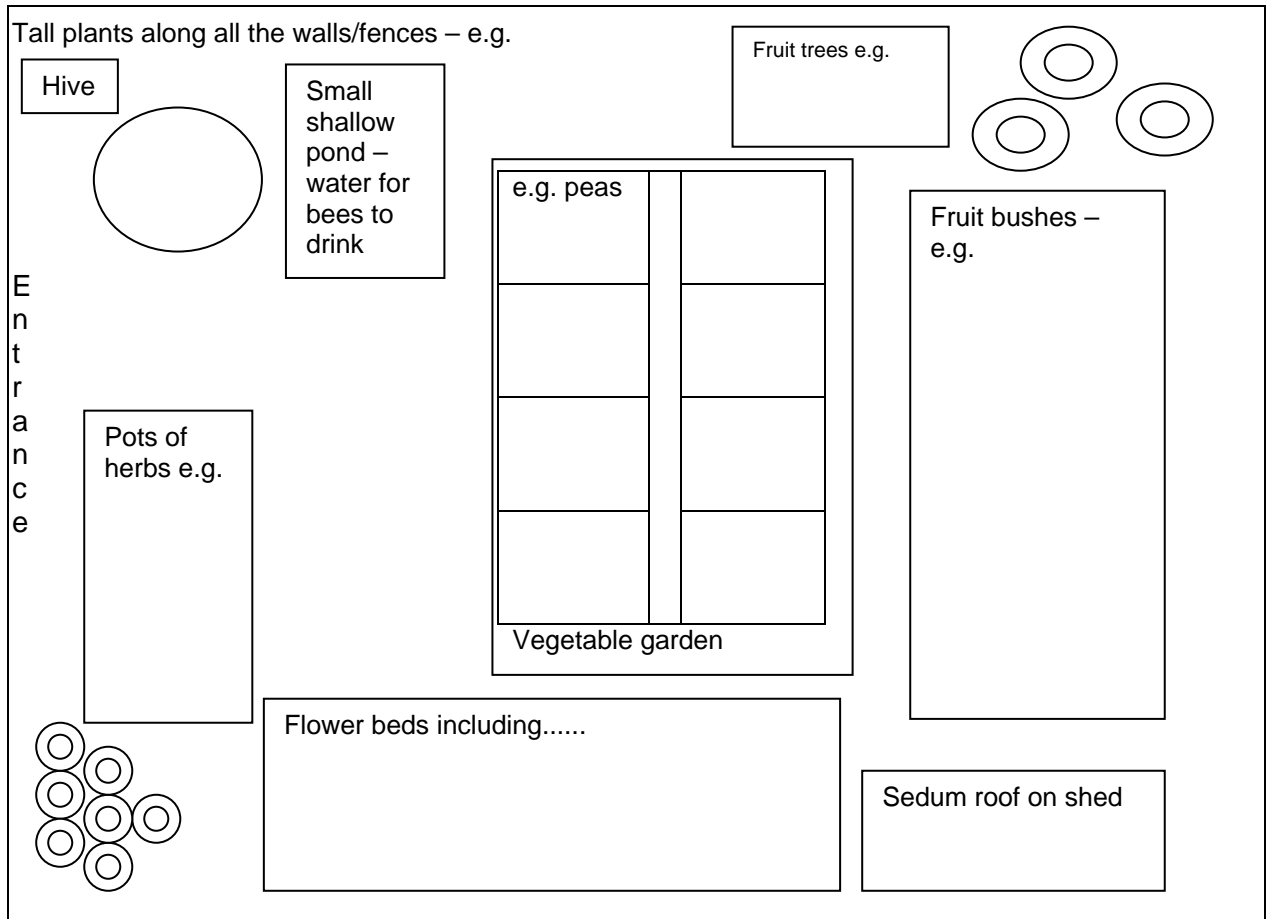 Tall plants along all the walls/fences – e.g.
Hive
Small
shallow
pond –
water for
bees to
drink
Fruit trees e.g.
e.g. peas
Fruit bushes –
e.g.
Entrance
Pots of
herbs e.g.
Vegetable garden
Flower beds including......
Sedum roof on shed